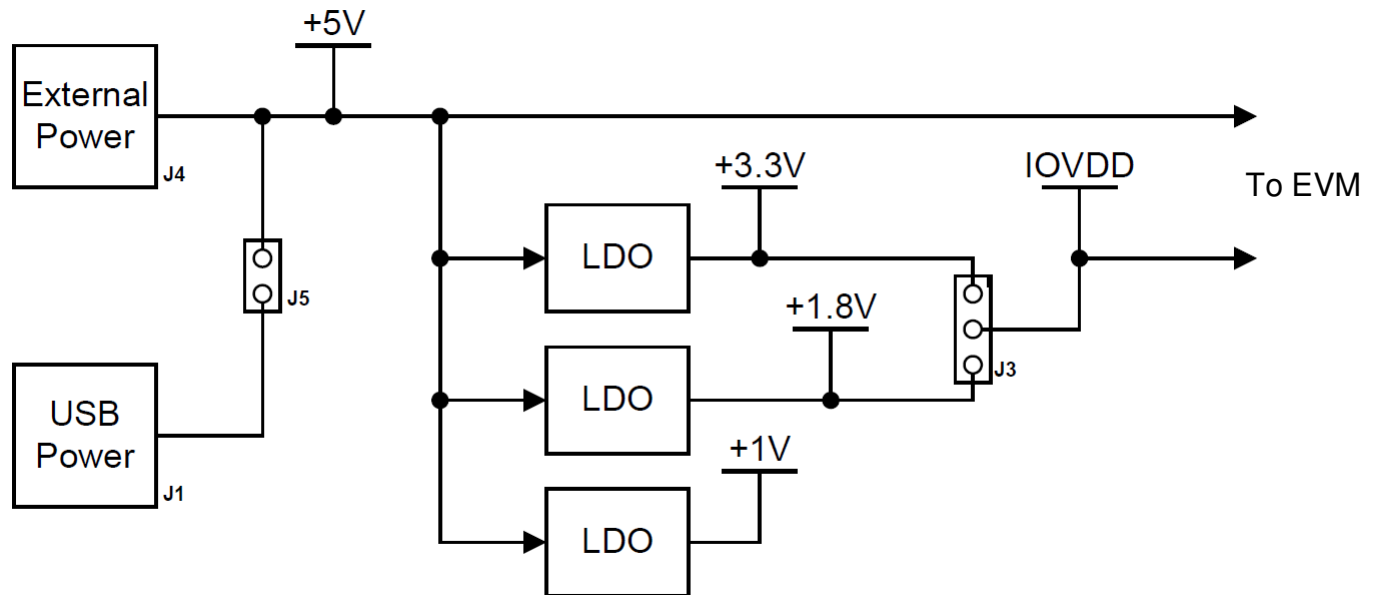 +5V
External
Power
J4
+3.3V
IOVDD
To EVM
LDO
J5
+1.8V
J3
USB
Power
J1
LDO
+1V
LDO